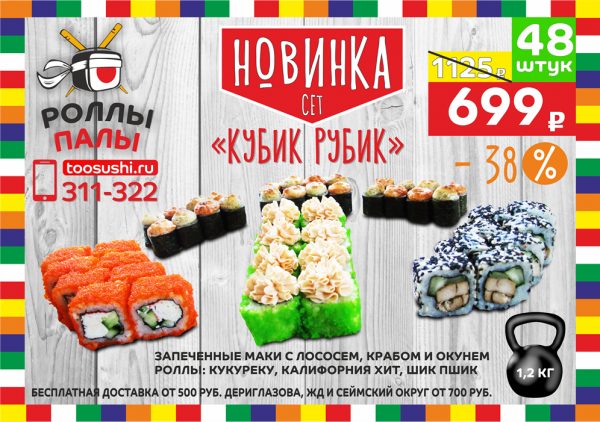 РОЛЛЫ
ПАЛЫ
toosushi.ru
311-322
НОВИНКА
СЕТ
«КУБИК РУБИК»
48
ШТУК
1125 Р
699 ₽
- 38 %
ЗАПЕЧЕННЫЕ МАКИ С ЛОСОСЕМ, КРАБОМ И ОКУНЕМ
РОЛЛЫ: КУКУРЕКУ, КАЛИФОРНИЯ ХИТ, ШИК ПШИК
1,2 КГ
БЕСПЛАТНАЯ ДОСТАВКА ОТ 500 РУБ. ДЕРИГЛАЗОВА, ЖД И СЕЙМСКИЙ ОКРУГ ОТ 700 РУБ.